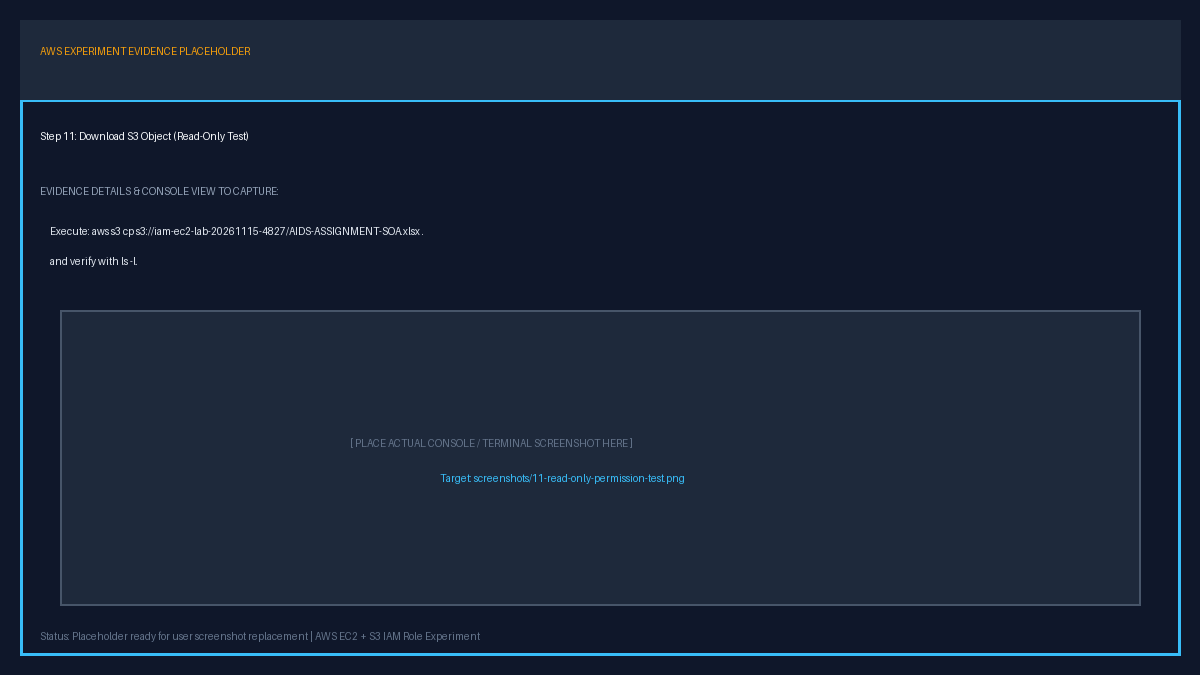 AWS EXPERIMENT EVIDENCE PLACEHOLDER
Step 11: Download S3 Object (Read-Only Test)
EVIDENCE DETAILS & CONSOLE VIEW TO CAPTURE:
Execute: aws s3 cp s3://iam-ec2-lab-20261115-4827/AIDS-ASSIGNMENT-SOA.xlsx .
and verify with ls -l.
[ PLACE ACTUAL CONSOLE / TERMINAL SCREENSHOT HERE ]
Target: screenshots/11-read-only-permission-test.png
Status: Placeholder ready for user screenshot replacement | AWS EC2 + S3 IAM Role Experiment